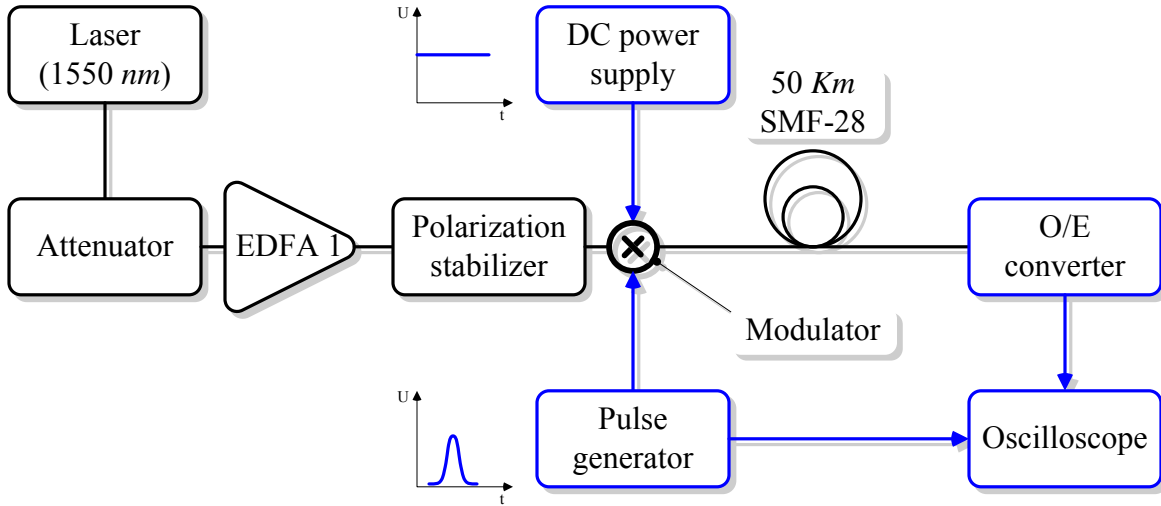 Laser
(1550 nm)
U
t
DC power
supply
50 Km
SMF-28
Attenuator
EDFA 1
Polarization
stabilizer
O/E
converter
Modulator
U
t
Pulse
generator
Oscilloscope